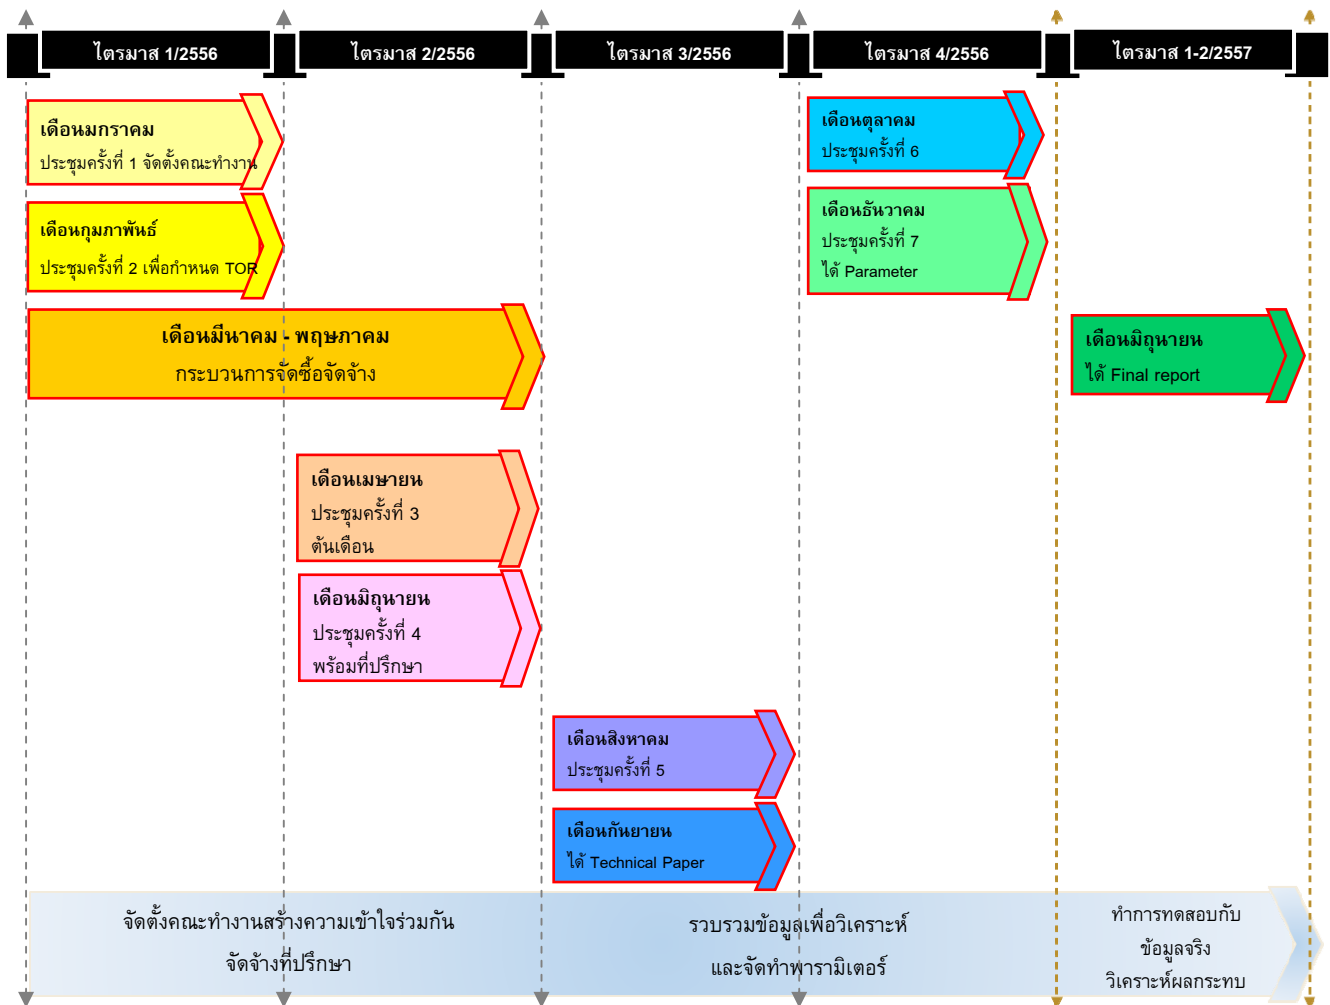 ไตรมาส 1/2556
ไตรมาส 2/2556
ไตรมาส 3/2556
ไตรมาส 4/2556
ไตรมาส 1-2/2557
เดือนมกราคม
ประชุมครั้งที่ 1 จัดตั้งคณะทำงาน
เดือนกุมภาพันธ์
ประชุมครั้งที่ 2 เพื่อกำหนด TOR
เดือนมีนาคม - พฤษภาคม
กระบวนการจัดซื้อจัดจ้าง
เดือนเมษายน
ประชุมครั้งที่ 3
ต้นเดือน
เดือนมิถุนายน
ประชุมครั้งที่ 4
พร้อมที่ปรึกษา
เดือนสิงหาคม
ประชุมครั้งที่ 5
เดือนกันยายน
ได้ Technical Paper
เดือนตุลาคม
ประชุมครั้งที่ 6
เดือนธันวาคม
ประชุมครั้งที่ 7
ได้ Parameter
เดือนมิถุนายน
ได้ Final report
จัดตั้งคณะทำงานสร้างความเข้าใจร่วมกัน
จัดจ้างที่ปรึกษา
รวบรวมข้อมูลเพื่อวิเคราะห์
และจัดทำพารามิเตอร์
ทำการทดสอบกับ
ข้อมูลจริง
วิเคราะห์ผลกระทบ